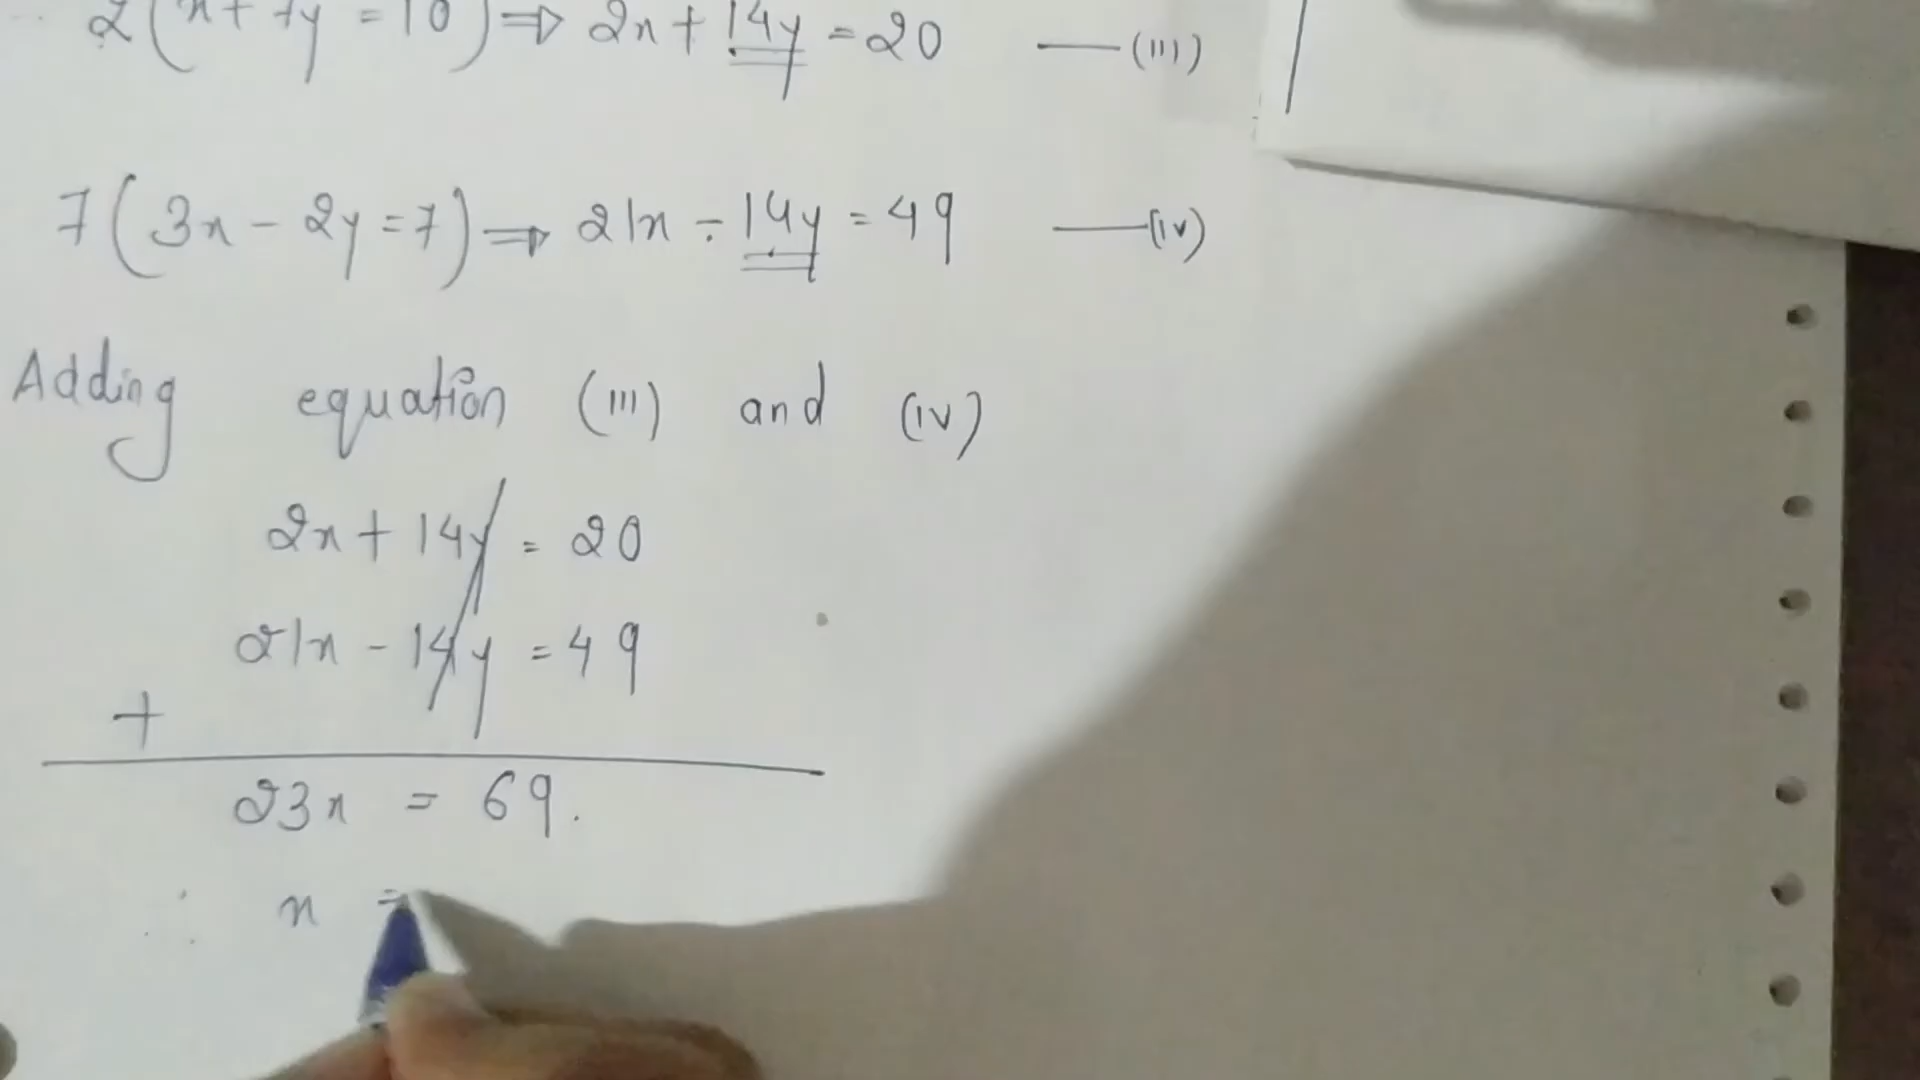 2(x + 7y = 10) ⇒ 2x + 14y = 20 —(III)
7(3x - 2y = 7) ⇒ 21x - 14y = 49 —(IV)
Adding equation (III) and (IV)
2x + 14y = 20
21x - 14y = 49
+
23x = 69.
∴ x =